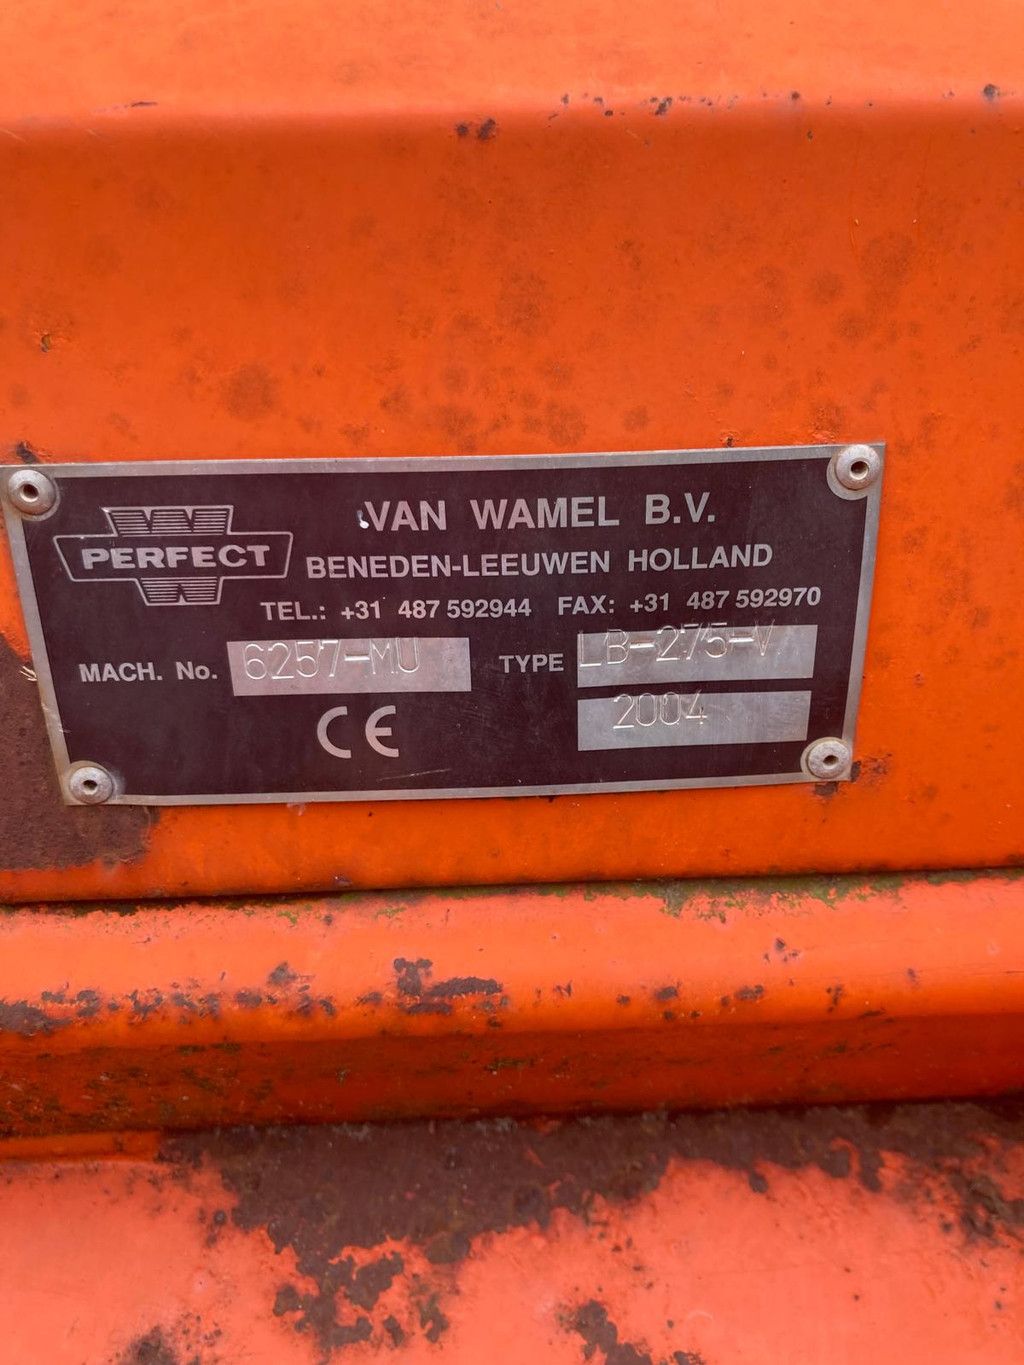 VAN WAMEL B.V.
W
PERFECT
W
BENEDEN-LEEUWEN HOLLAND
TEL.: +31 487 592944 FAX: +31 487 592970
MACH. No. 6257-MU TYPE LB-275-V
CE 2004